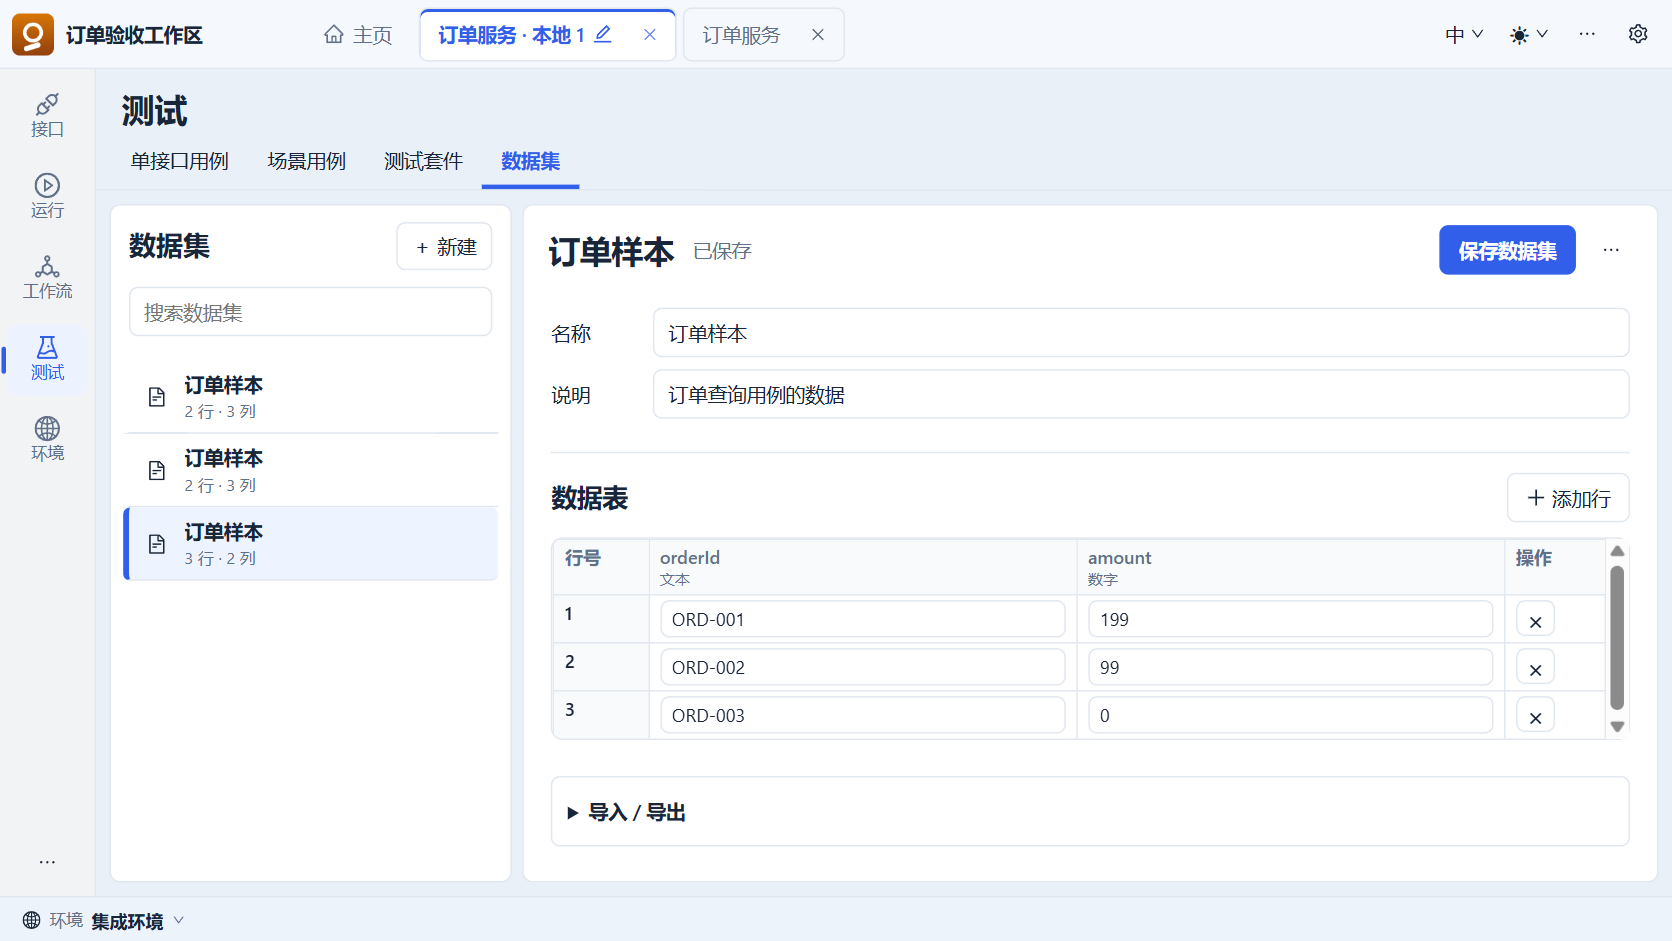 订单验收工作区
主页
订单服务 · 本地 1
订单服务
中
接口
运行
工作流
测试
环境
测试
单接口用例
场景用例
测试套件
数据集
数据集
+ 新建
搜索数据集
订单样本
2 行 · 3 列
订单样本
2 行 · 3 列
订单样本
3 行 · 2 列
订单样本 已保存
保存数据集
名称
订单样本
说明
订单查询用例的数据
数据表
添加行
行号 orderId amount 操作
文本 数字
1 ORD-001 199
2 ORD-002 99
3 ORD-003 0
导入 / 导出
环境 集成环境